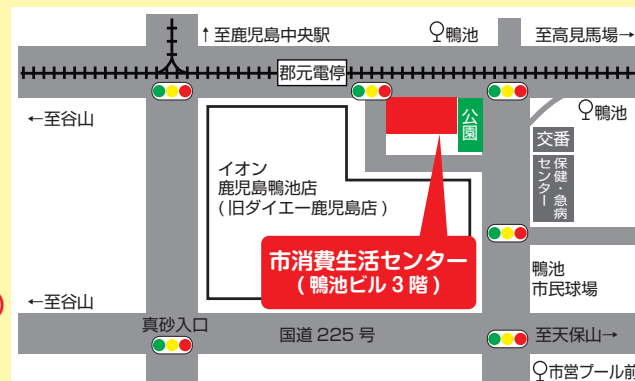 ↑至鹿児島中央駅
鴨池
至高見馬場→
郡元電停
←至谷山
公園
鴨池
交番
保健・急病
センター
イオン
鹿児島鴨池店
(旧ダイエー鹿児島店)
市消費生活センター
(鴨池ビル3階)
鴨池
市民球場
←至谷山
真砂入口
国道225号
至天保山→
市営プール前
)